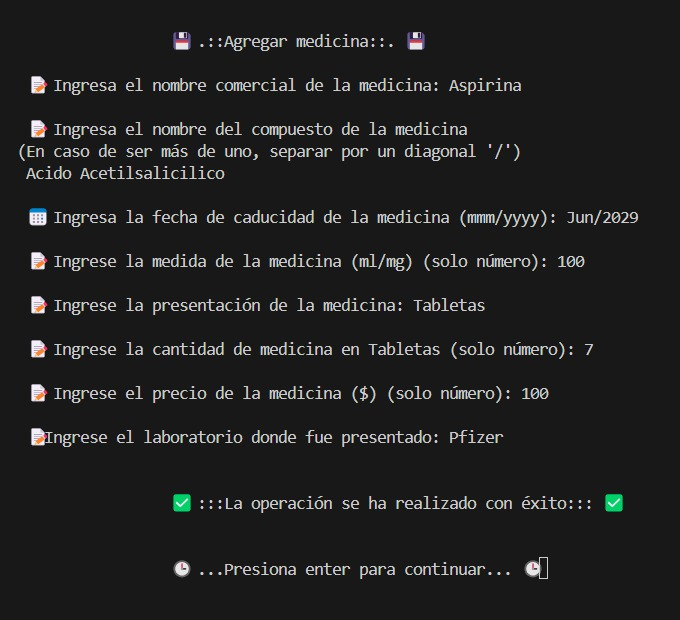 💾 .::Agregar medicina::. 💾
📝 Ingresa el nombre comercial de la medicina: Aspirina
📝 Ingresa el nombre del compuesto de la medicina
(En caso de ser más de uno, separar por un diagonal '/')
Acido Acetilsalicilico
📅 Ingresa la fecha de caducidad de la medicina (mmm/yyyy): Jun/2029
📝 Ingrese la medida de la medicina (ml/mg) (solo número): 100
📝 Ingrese la presentación de la medicina: Tabletas
📝 Ingrese la cantidad de medicina en Tabletas (solo número): 7
📝 Ingrese el precio de la medicina ($) (solo número): 100
📝Ingrese el laboratorio donde fue presentado: Pfizer
✅ :::La operación se ha realizado con éxito::: ✅
🕒 ...Presiona enter para continuar... 🕒